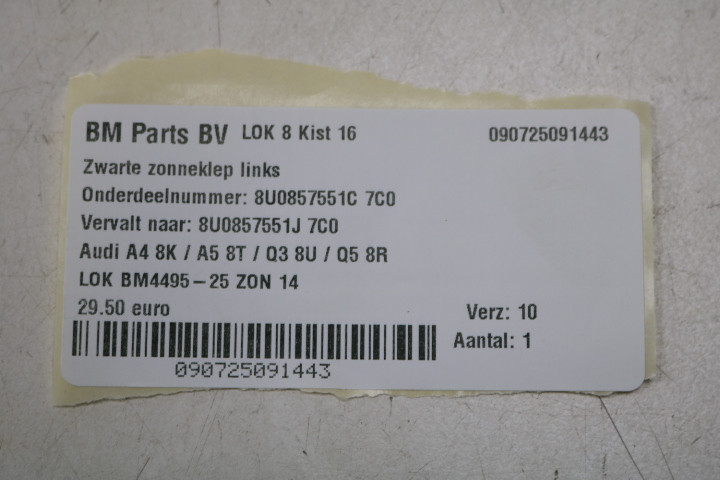 BM Parts BV LOK 8 Kist 16 090725091443
Zwarte zonneklep links
Onderdeelnummer: 8U0857551C 7C0
Vervalt naar: 8U0857551J 7C0
Audi A4 8K / A5 8T / Q3 8U / Q5 8R
LOK BM4495-25 ZON 14
29.50 euro Verz: 10
Aantal: 1
090725091443